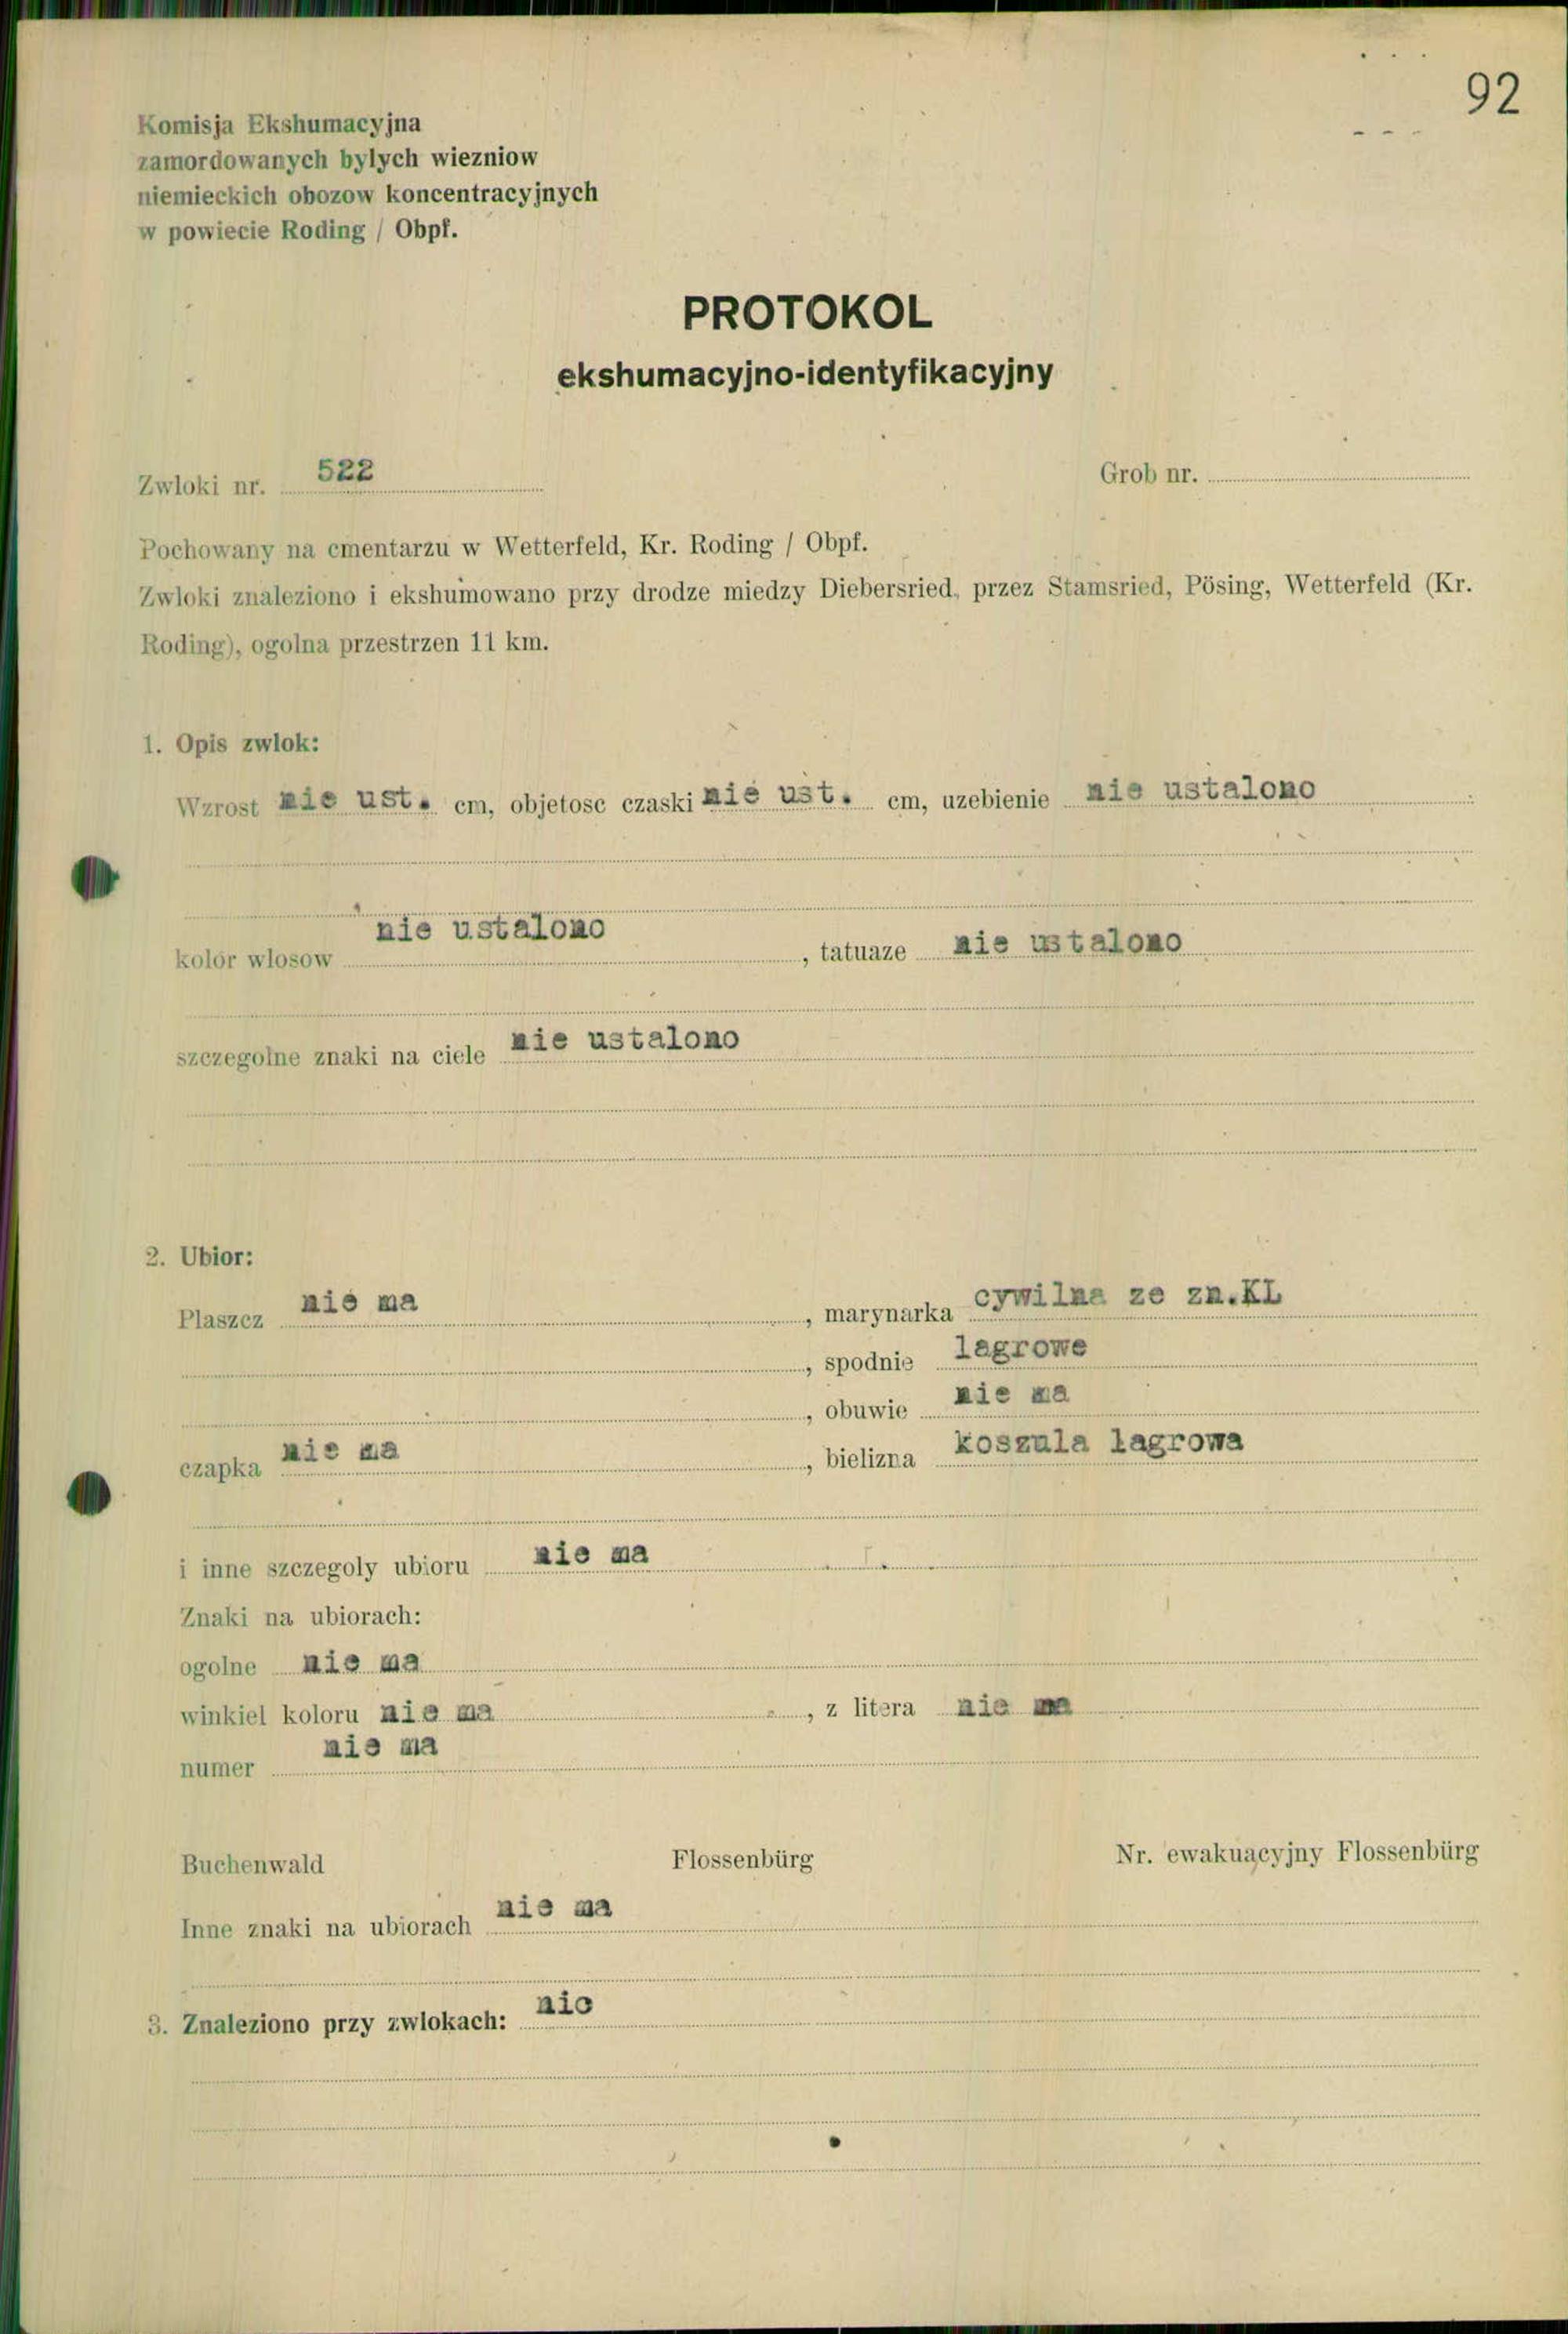 92
Komisja Ekshumacyjna
zamordowanych bylych wiezniow
niemieckich obozow koncentracyjnych
w powiecie Roding / Obpf.
PROTOKOL
ekshumacyjno-identyfikacyjny
Zwloki nr. 522 Grob nr.
Pochowany na cmentarzu w Wetterfeld, Kr. Roding / Obpf.
Zwloki znaleziono i ekshumowano przy drodze miedzy Diebersried, przez Stamsried, Pösing, Wetterfeld (Kr.
Roding), ogolna przestrzen 11 km.
1. Opis zwlok:
Wzrost nie ust. cm, objetosc czaski nie ust. cm, uzebienie nie ustalono
kolor wlosow nie ustalono, tatuaze nie ustalono
szczegolne znaki na ciele nie ustalono
2. Ubior:
Plaszcz nie ma, marynarka cywilna ze zn.KL
, spodnie lagrowe
, obuwie nie ma
czapka nie ma, bielizna koszula lagrowa
i inne szczegoly ubioru nie ma
Znaki na ubiorach:
ogolne nie ma
winkiel koloru nie ma, z litera nie ma
numer nie ma
Buchenwald Flossenbürg Nr. ewakuacyjny Flossenbürg
Inne znaki na ubiorach nie ma
3. Znaleziono przy zwlokach: nic